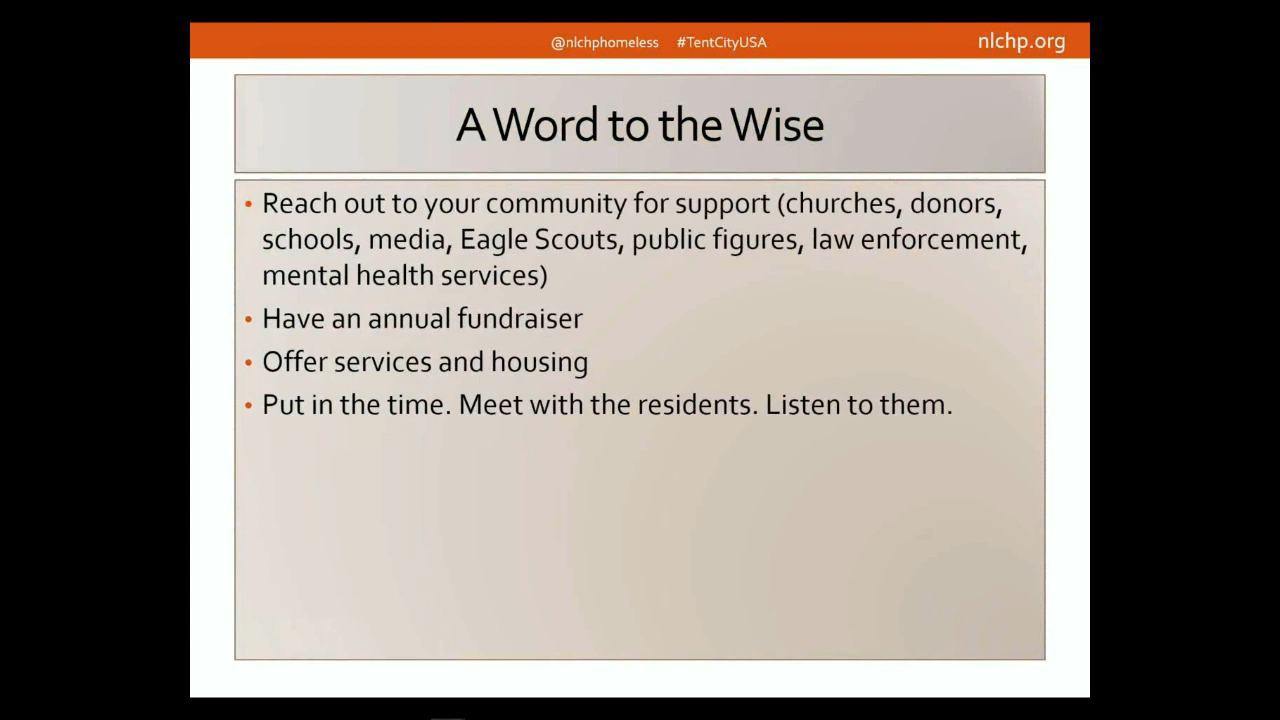 @nlchphomeless #TentCityUSA nlchp.org
A Word to the Wise
• Reach out to your community for support (churches, donors,
schools, media, Eagle Scouts, public figures, law enforcement,
mental health services)
• Have an annual fundraiser
• Offer services and housing
• Put in the time. Meet with the residents. Listen to them.